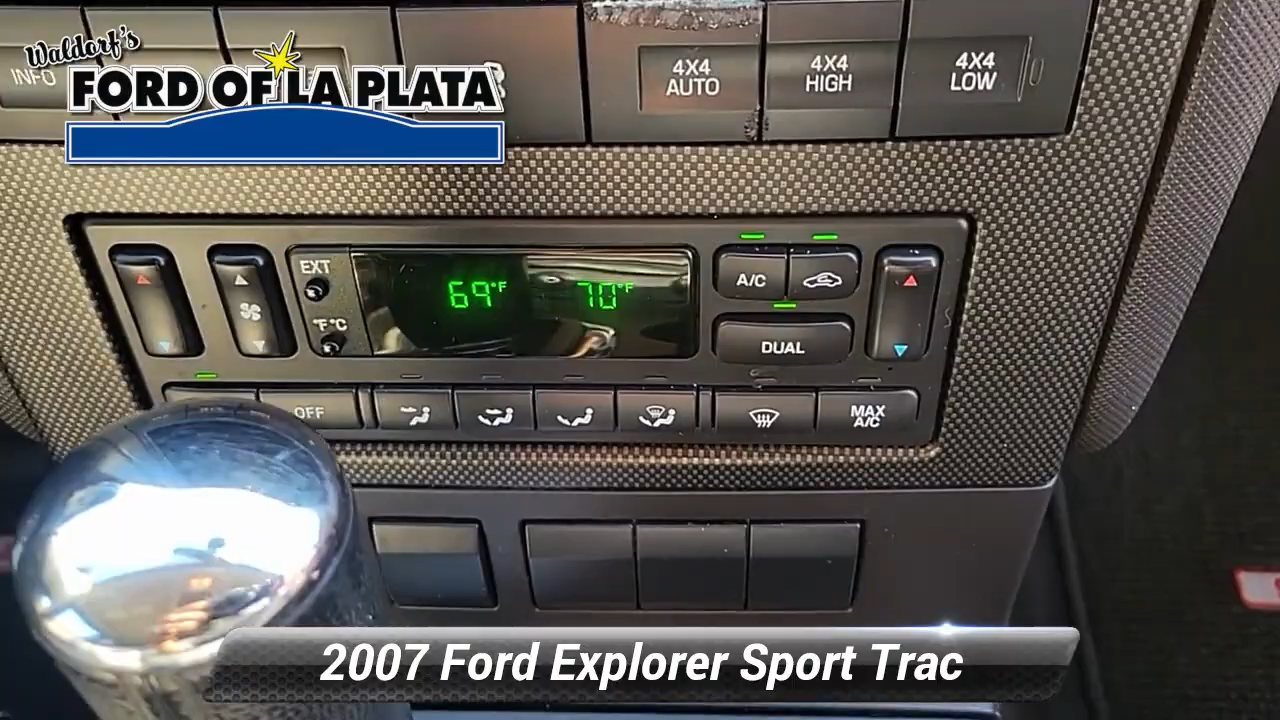 Waldorf's
INFO
FORD OF LA PLATA
4X4
AUTO
4X4
HIGH
4X4
LOW
EXT
69°F
70°F
°F°C
A/C
DUAL
OFF
MAX
A/C
2007 Ford Explorer Sport Trac